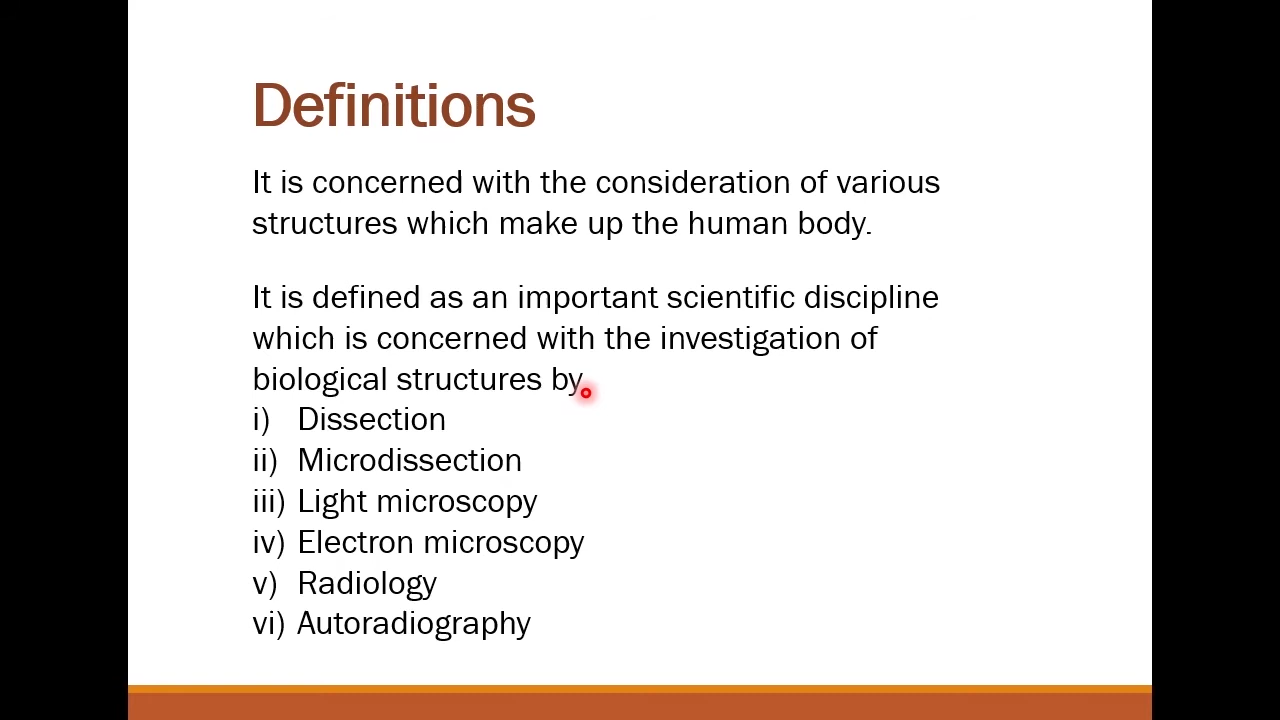 Definitions
It is concerned with the consideration of various
structures which make up the human body.
It is defined as an important scientific discipline
which is concerned with the investigation of
biological structures by
i) Dissection
ii) Microdissection
iii) Light microscopy
iv) Electron microscopy
v) Radiology
vi) Autoradiography